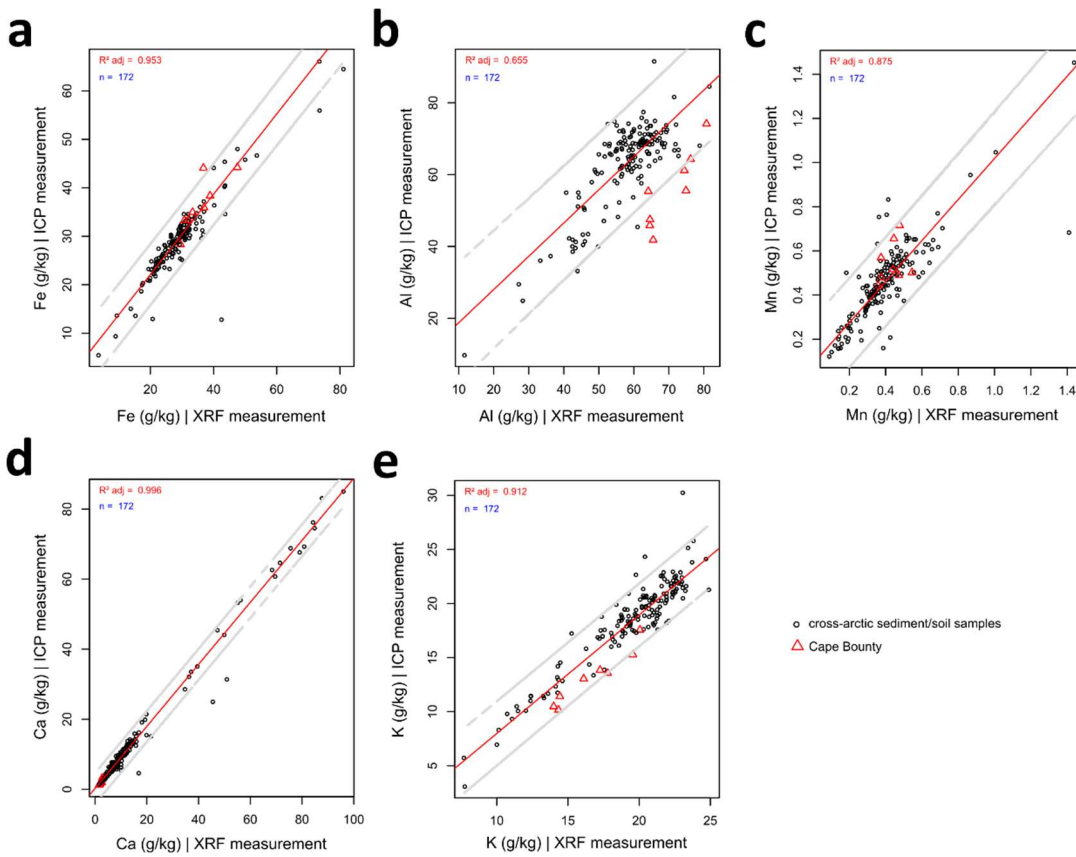 a
R² adj = 0.953
n = 172
Fe (g/kg) | ICP measurement
60
50
40
30
20
10
20 40 60 80
Fe (g/kg) | XRF measurement
b
R² adj = 0.655
n = 172
Al (g/kg) | ICP measurement
80
60
40
20
10 20 30 40 50 60 70 80
Al (g/kg) | XRF measurement
c
R² adj = 0.875
n = 172
Mn (g/kg) | ICP measurement
1.4
1.2
1.0
0.8
0.6
0.4
0.2
0.2 0.4 0.6 0.8 1.0 1.2 1.4
Mn (g/kg) | XRF measurement
d
R² adj = 0.996
n = 172
Ca (g/kg) | ICP measurement
80
60
40
20
0
0 20 40 60 80 100
Ca (g/kg) | XRF measurement
e
R² adj = 0.912
n = 172
K (g/kg) | ICP measurement
30
25
20
15
10
5
10 15 20 25
K (g/kg) | XRF measurement
cross-arctic sediment/soil samples
Cape Bounty